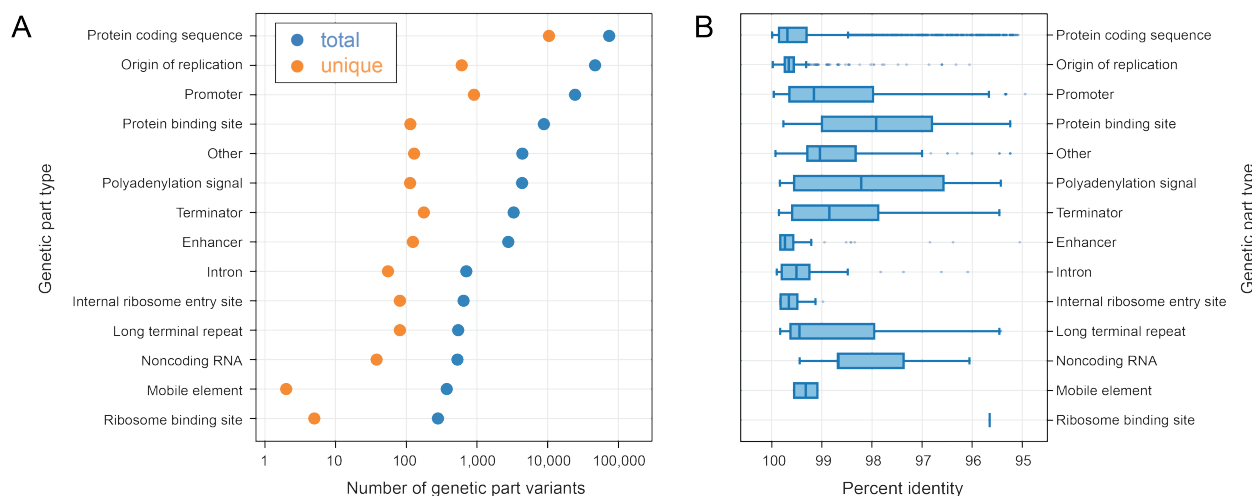 A
Genetic part type
Protein coding sequence
Origin of replication
Promoter
Protein binding site
Other
Polyadenylation signal
Terminator
Enhancer
Intron
Internal ribosome entry site
Long terminal repeat
Noncoding RNA
Mobile element
Ribosome binding site
total
unique
1 10 100 1,000 10,000 100,000
Number of genetic part variants
B
Protein coding sequence
Origin of replication
Promoter
Protein binding site
Other
Polyadenylation signal
Terminator
Enhancer
Intron
Internal ribosome entry site
Long terminal repeat
Noncoding RNA
Mobile element
Ribosome binding site
Genetic part type
100 99 98 97 96 95
Percent identity